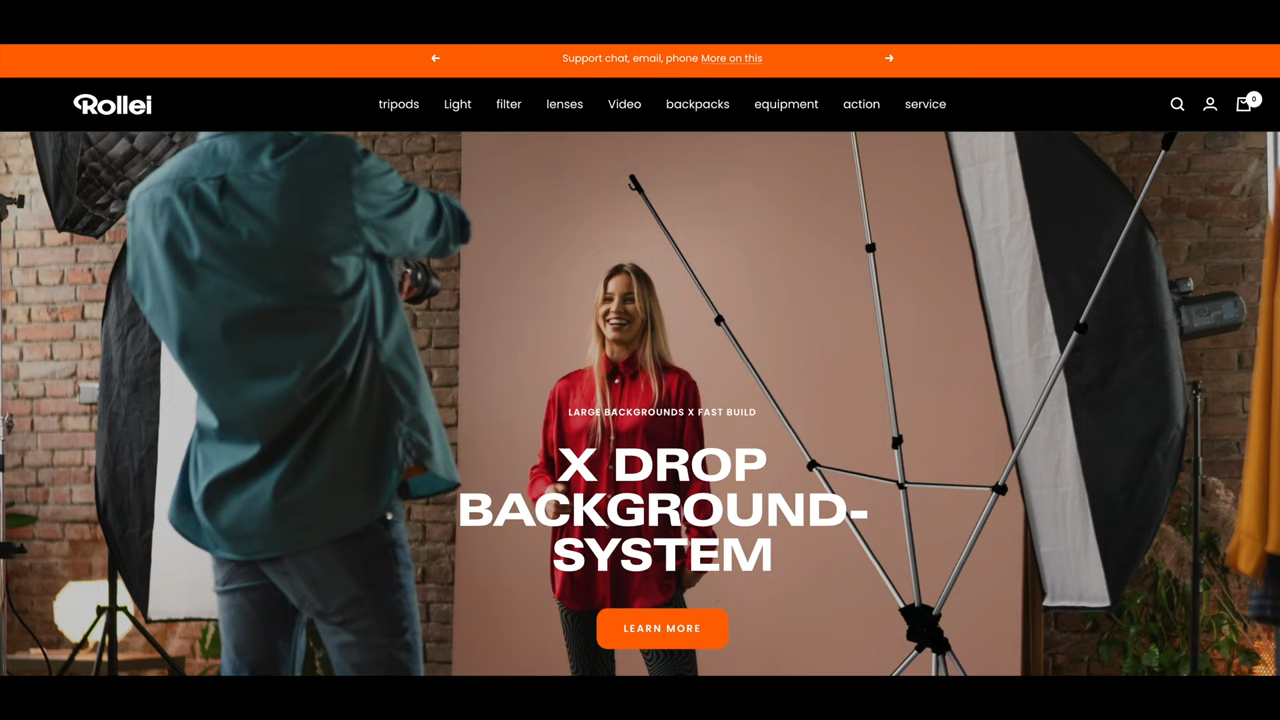 Support chat, email, phone More on this
Rollei
tripods Light filter lenses Video backpacks equipment action service
0
LARGE BACKGROUNDS X FAST BUILD
X DROP
BACKGROUND-
SYSTEM
LEARN MORE